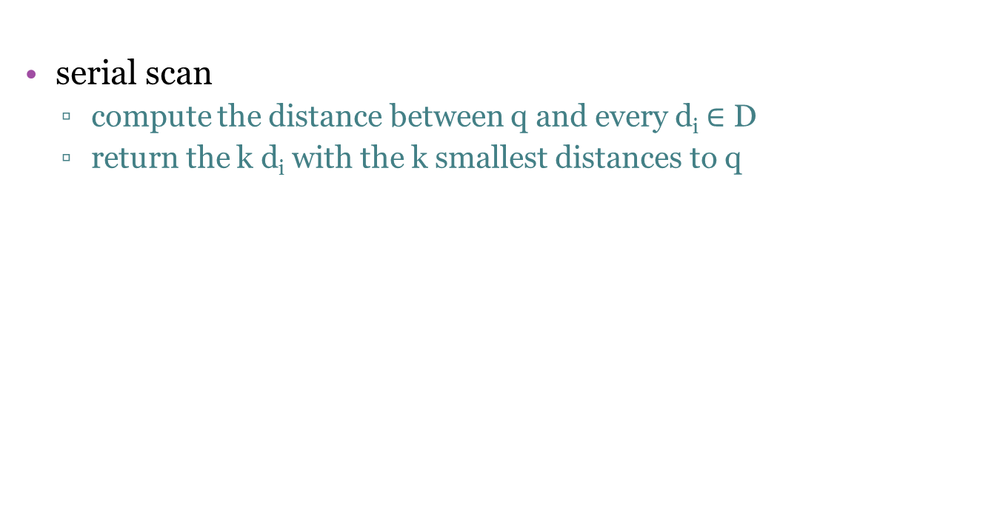 • serial scan
▫ compute the distance between q and every dᵢ ∈ D
▫ return the k dᵢ with the k smallest distances to q